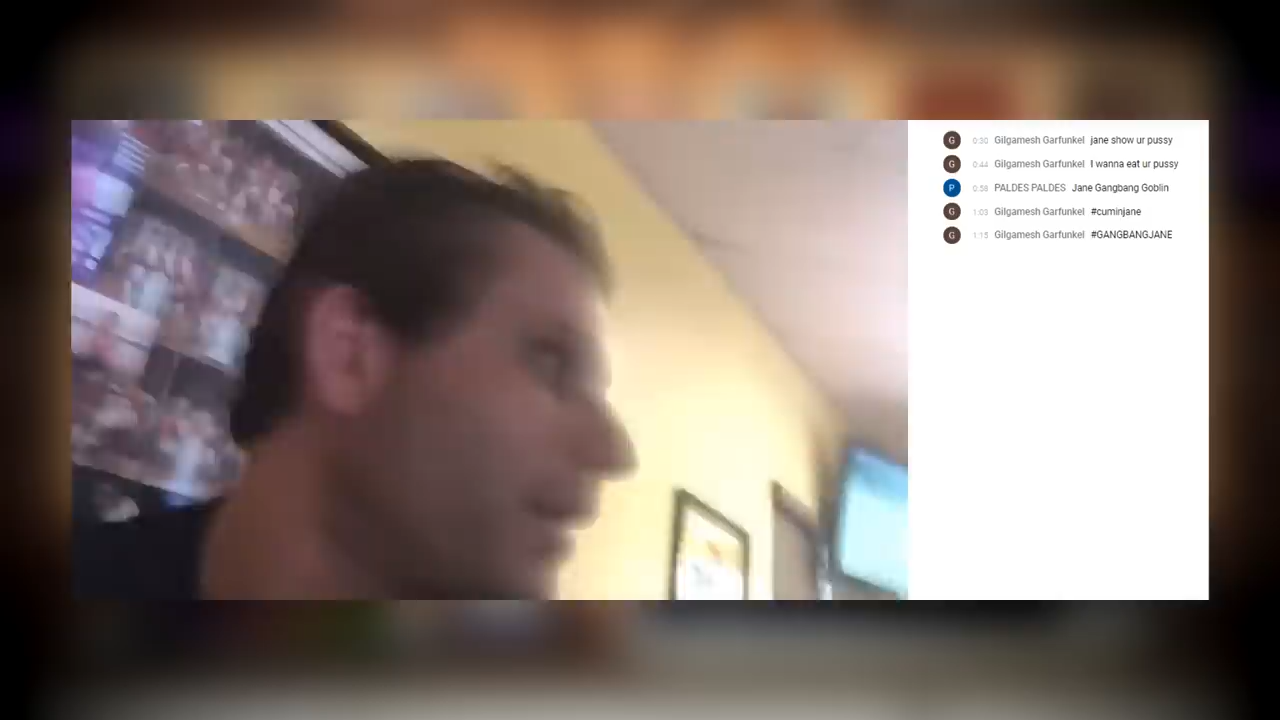 G 0:30 Gilgamesh Garfunkel jane show ur pussy
G 0:44 Gilgamesh Garfunkel I wanna eat ur pussy
P 0:58 PALDES PALDES Jane Gangbang Goblin
G 1:03 Gilgamesh Garfunkel #cuminjane
G 1:15 Gilgamesh Garfunkel #GANGBANGJANE